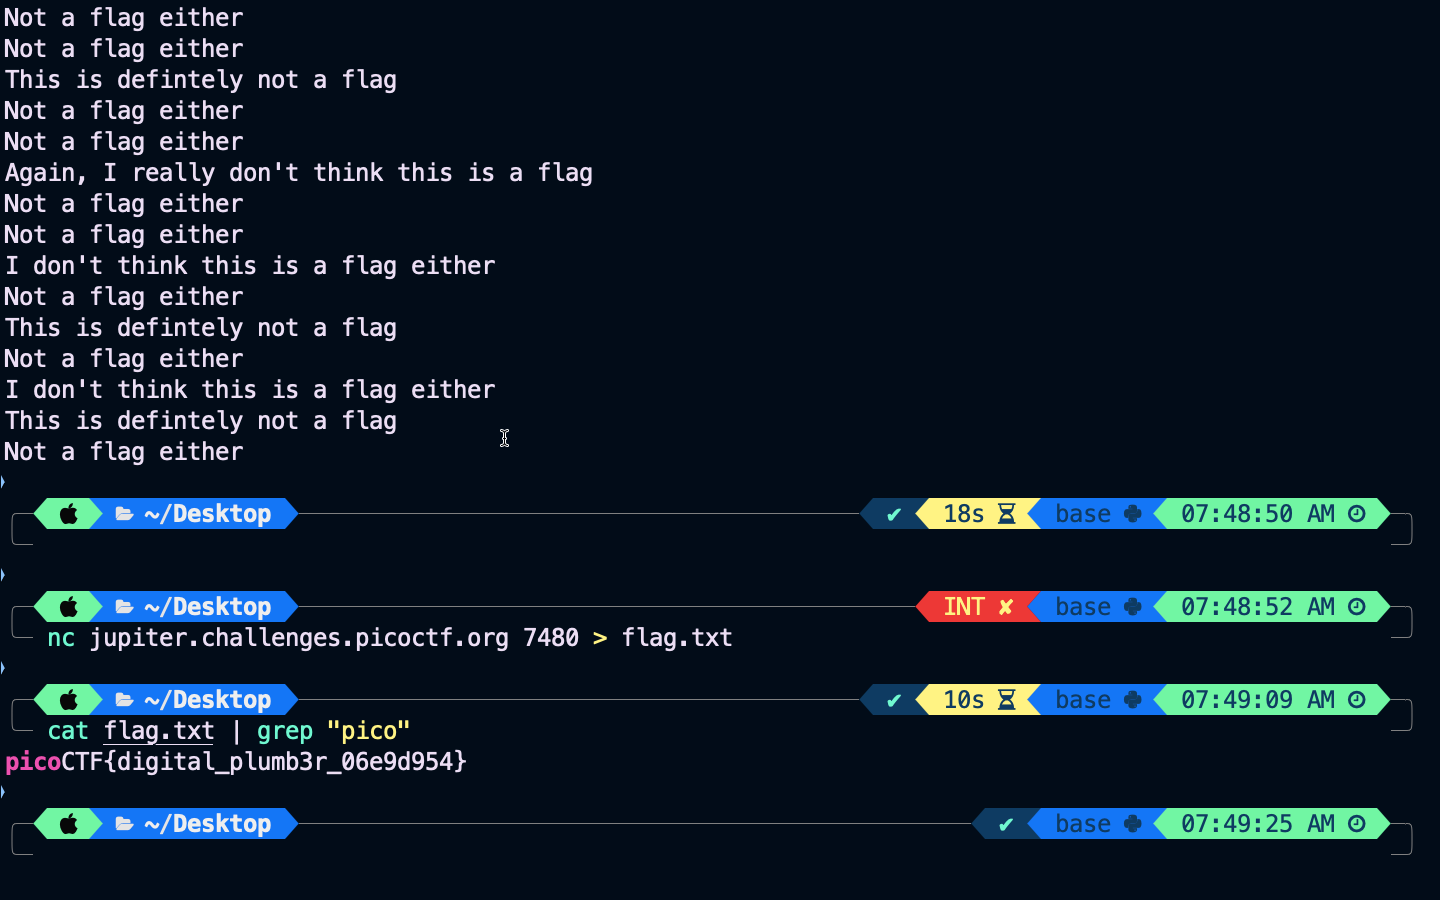 Not a flag either
Not a flag either
This is defintely not a flag
Not a flag either
Not a flag either
Again, I really don't think this is a flag
Not a flag either
Not a flag either
I don't think this is a flag either
Not a flag either
This is defintely not a flag
Not a flag either
I don't think this is a flag either
This is defintely not a flag
Not a flag either
~/Desktop ✔ 18s base 07:48:50 AM
~/Desktop INT ✘ base 07:48:52 AM
nc jupiter.challenges.picoctf.org 7480 > flag.txt
~/Desktop ✔ 10s base 07:49:09 AM
cat flag.txt | grep "pico"
picoCTF{digital_plumb3r_06e9d954}
~/Desktop ✔ base 07:49:25 AM